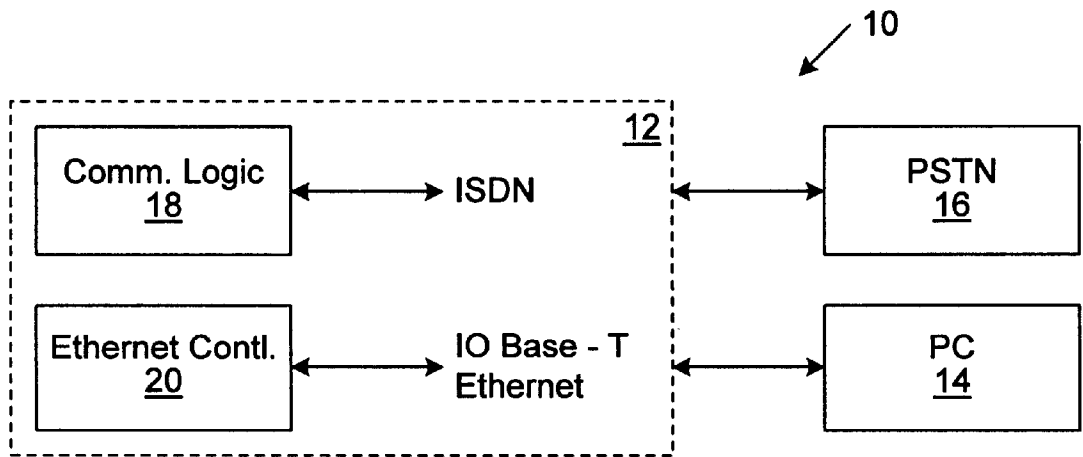 10
12
Comm. Logic
18
ISDN
PSTN
16
Ethernet Contl.
20
IO Base - T
Ethernet
PC
14